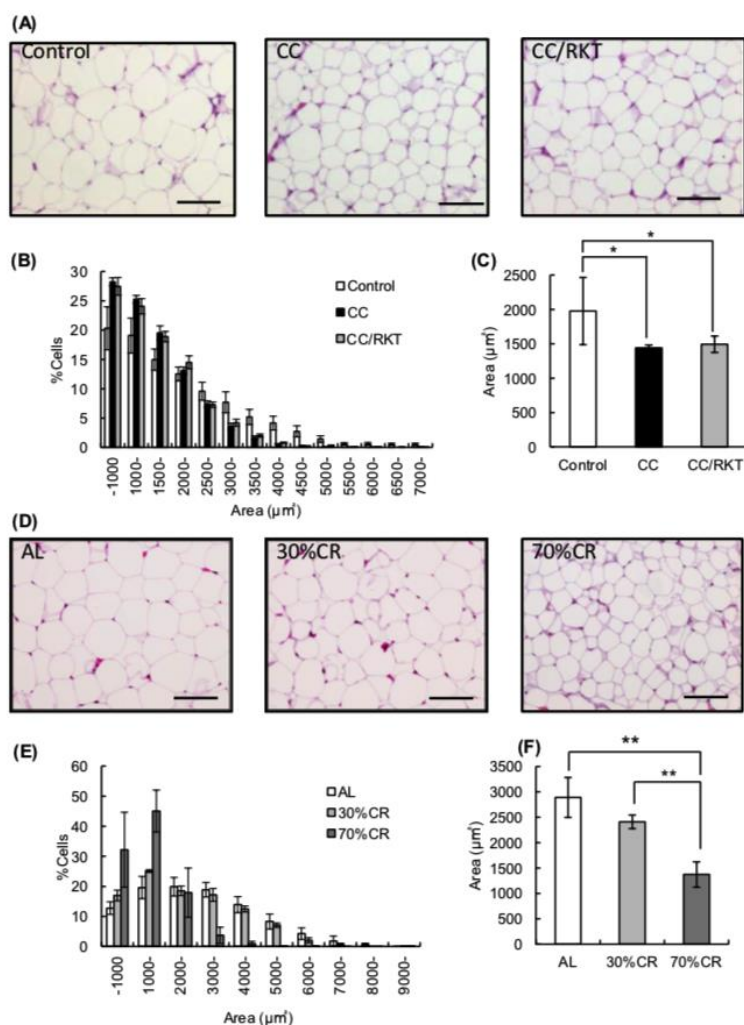 (A)
Control
CC
CC/RKT
(B)
30
25
20
15
10
5
0
%Cells
Control
CC
CC/RKT
-1000
1000-
1500-
2000-
2500-
3000-
3500-
4000-
4500-
5000-
5500-
6000-
6500-
7000-
Area (μm²)
(C)
*
*
2500
2000
1500
1000
500
0
Area (μm²)
Control
CC
CC/RKT
(D)
AL
30%CR
70%CR
(E)
60
50
40
30
20
10
0
%Cells
AL
30%CR
70%CR
-1000
1000-
2000-
3000-
4000-
5000-
6000-
7000-
8000-
9000-
Area (μm²)
(F)
**
**
3500
3000
2500
2000
1500
1000
500
0
Area (μm²)
AL
30%CR
70%CR